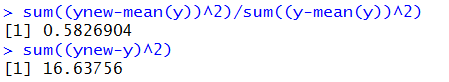 > sum((ynew-mean(y))^2)/sum((y-mean(y))^2)
[1] 0.5826904
> sum((ynew-y)^2)
[1] 16.63756